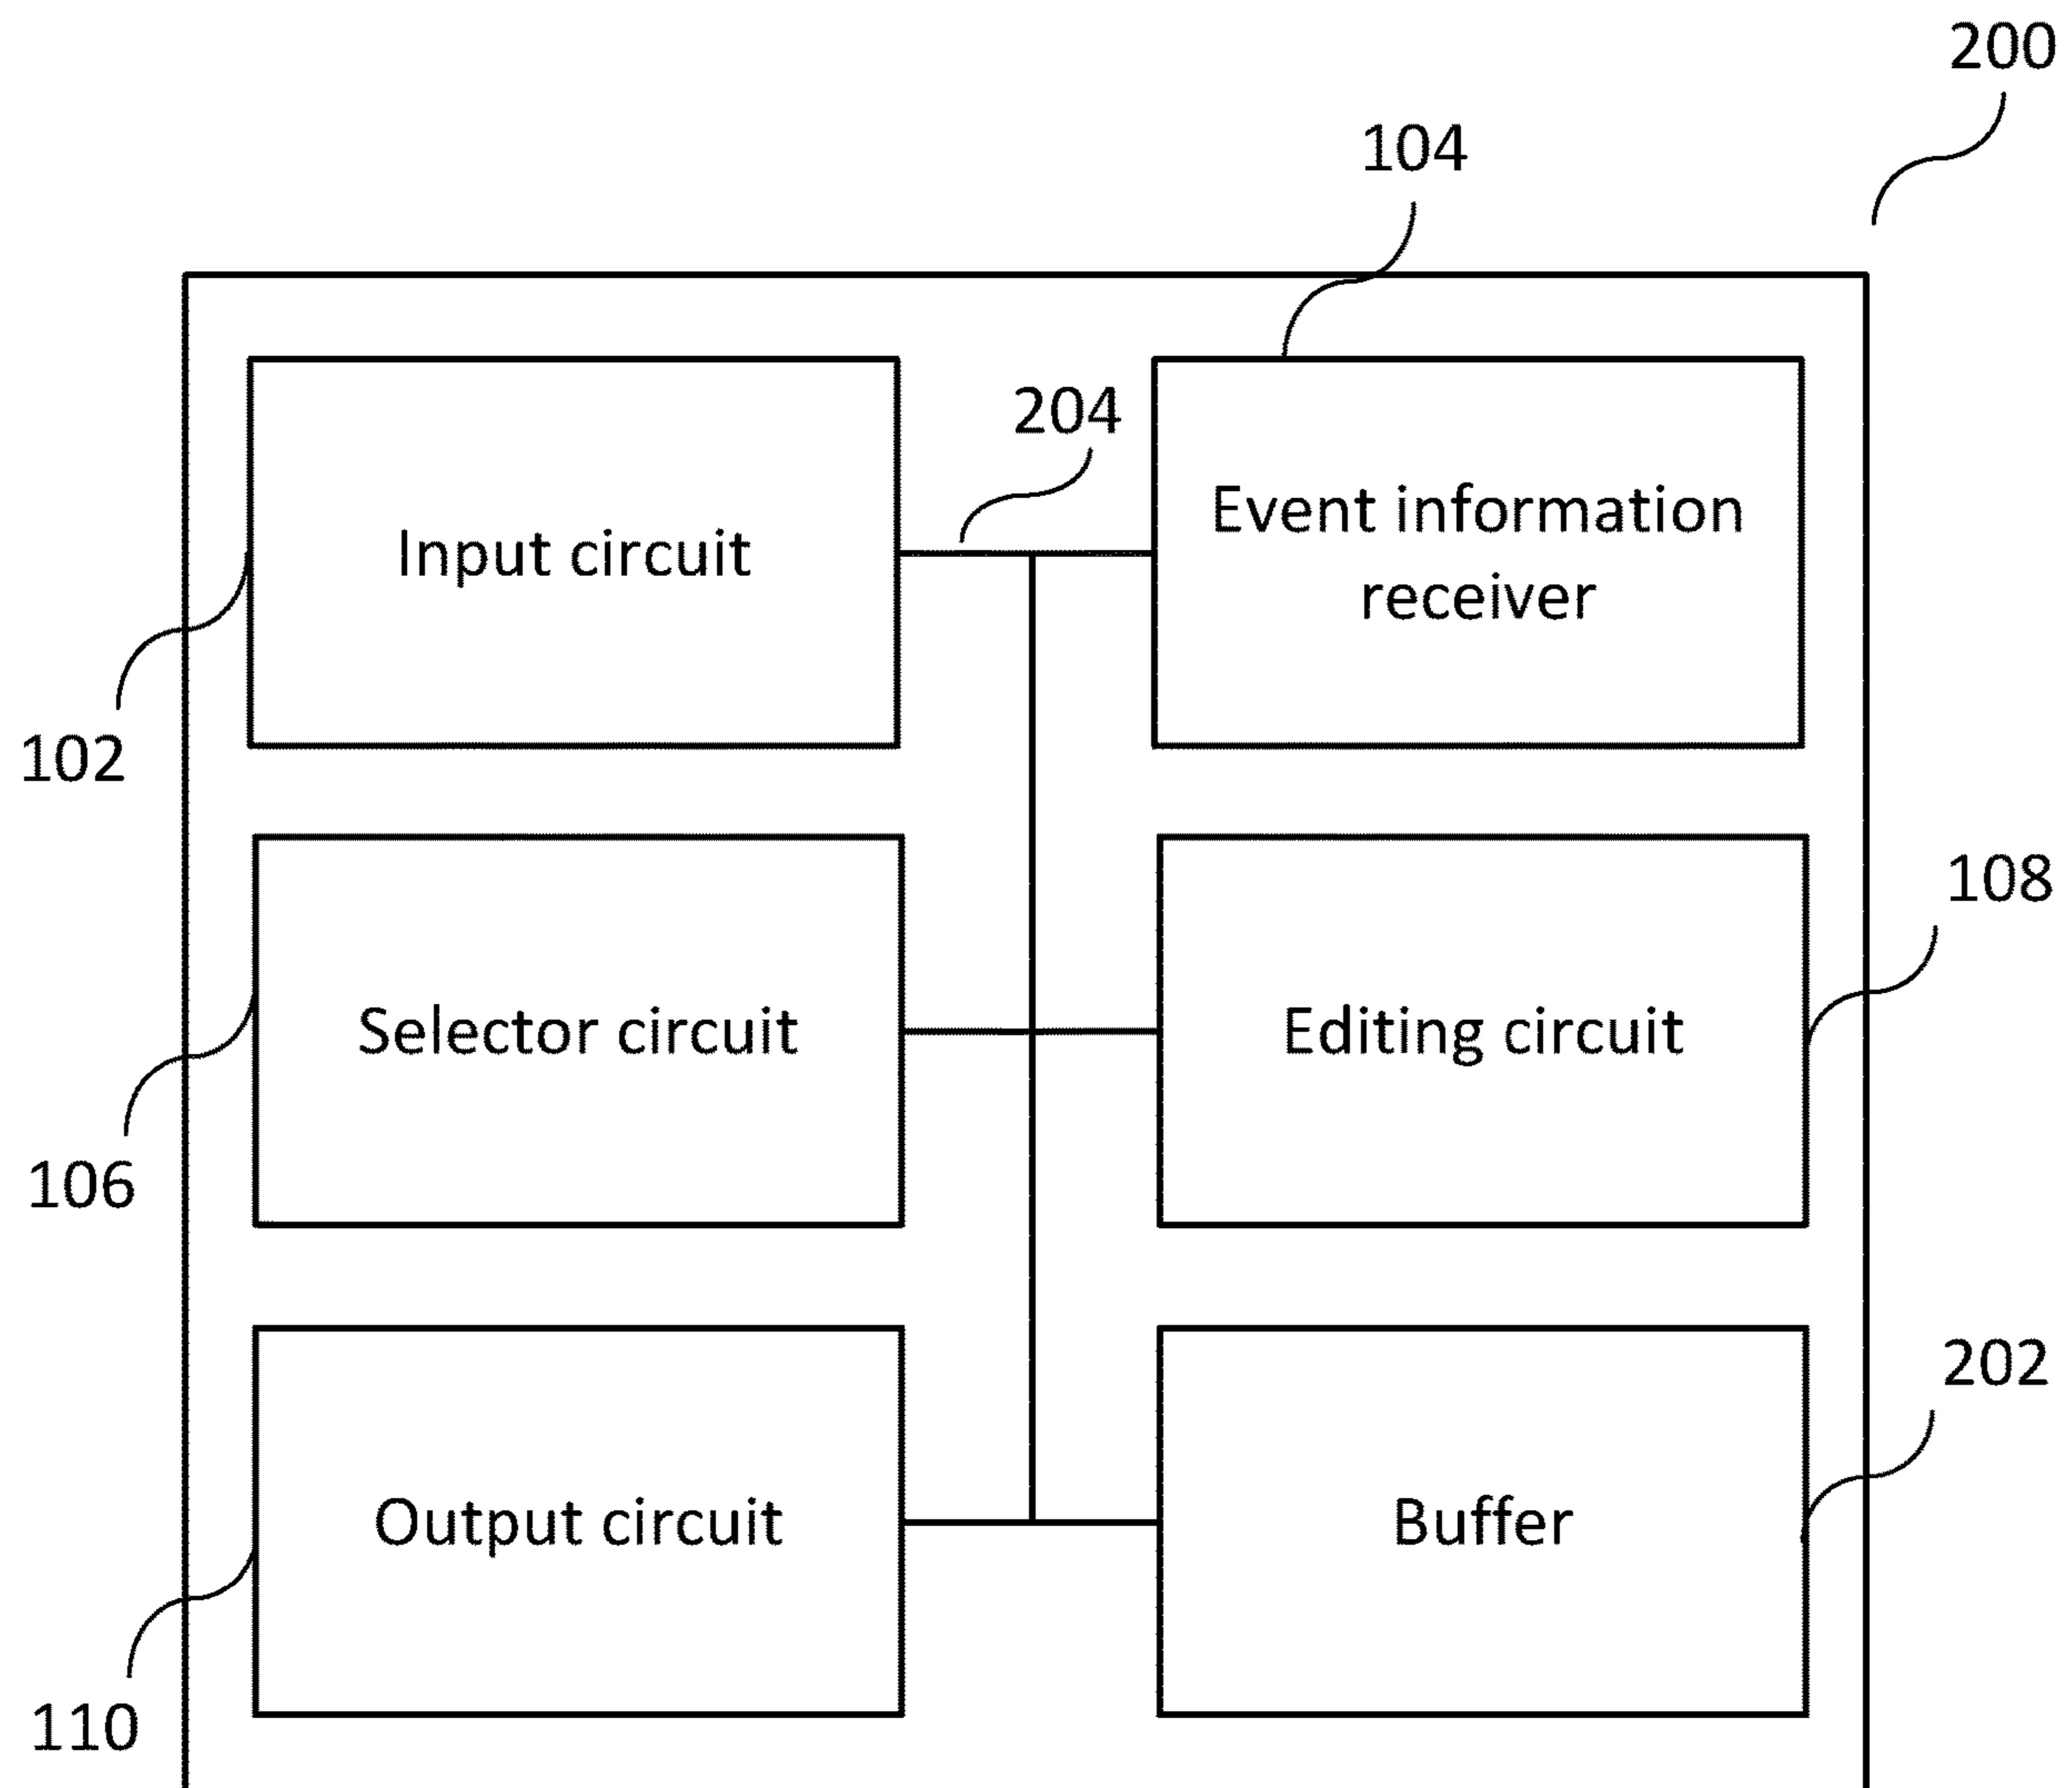 200
104
204
Input circuit
Event information
receiver
102
Selector circuit
Editing circuit
108
106
Output circuit
Buffer
202
110